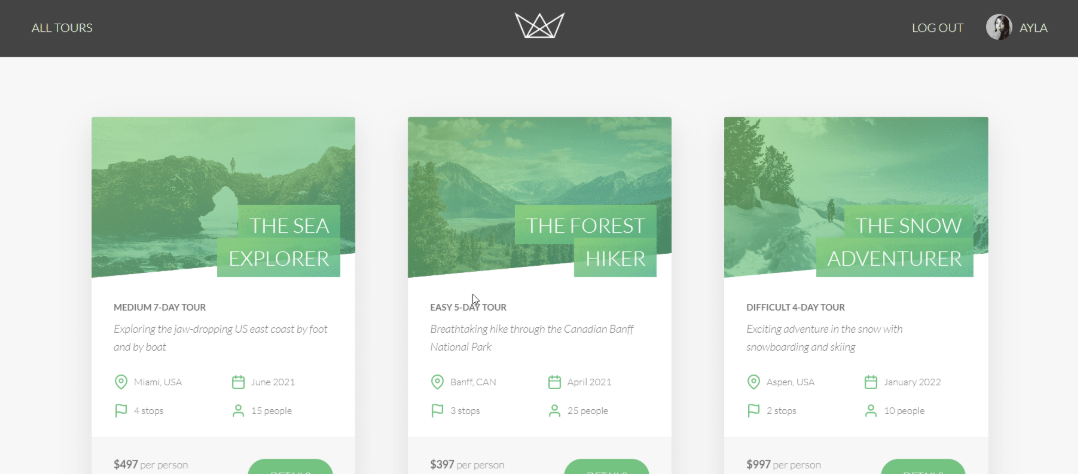 ALL TOURS
LOG OUT
AYLA
THE SEA
EXPLORER
MEDIUM 7-DAY TOUR
Exploring the jaw-dropping US east coast by foot
and by boat
Miami, USA
June 2021
4 stops
15 people
$497 per person
DETAILS
THE FOREST
HIKER
EASY 5-DAY TOUR
Breathtaking hike through the Canadian Banff
National Park
Banff, CAN
April 2021
3 stops
25 people
$397 per person
DETAILS
THE SNOW
ADVENTURER
DIFFICULT 4-DAY TOUR
Exciting adventure in the snow with
snowboarding and skiing
Aspen, USA
January 2022
2 stops
10 people
$997 per person
DETAILS